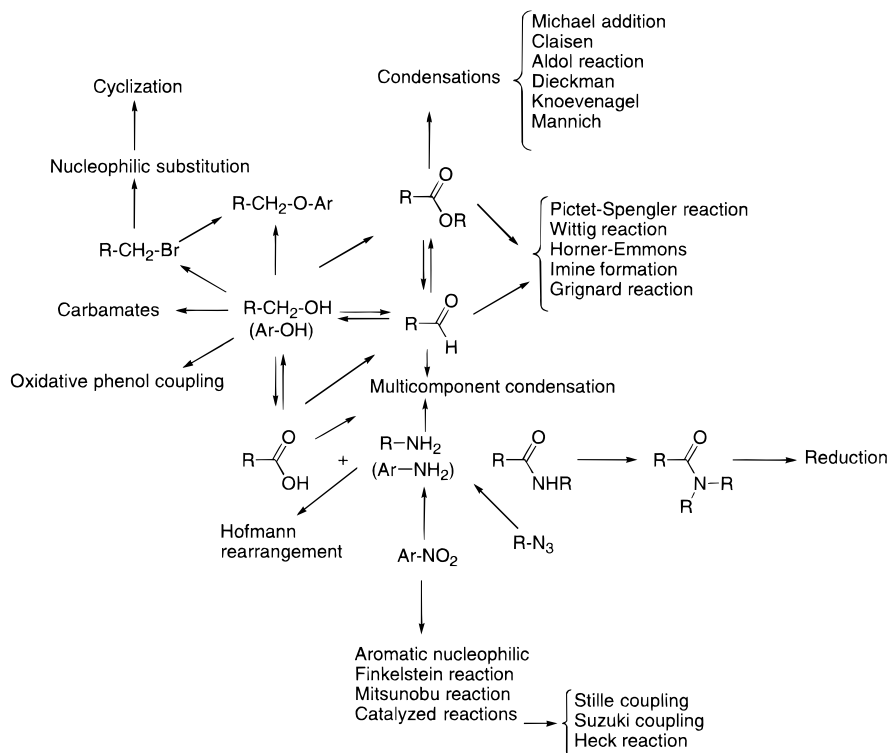 Michael addition
Claisen
Aldol reaction
Condensations
Dieckman
Knoevenagel
Mannich
Cyclization
Nucleophilic substitution
R-CH2-O-Ar
O
R
OR
Pictet-Spengler reaction
Wittig reaction
Horner-Emmons
Imine formation
Grignard reaction
R-CH2-Br
Carbamates
R-CH2-OH
(Ar-OH)
O
R
H
Oxidative phenol coupling
Multicomponent condensation
O
R
OH
+
R-NH2
(Ar-NH2)
O
R
NHR
O
R
N-R
R
Reduction
Hofmann
rearrangement
Ar-NO2
R-N3
Aromatic nucleophilic
Finkelstein reaction
Mitsunobu reaction
Catalyzed reactions
Stille coupling
Suzuki coupling
Heck reaction